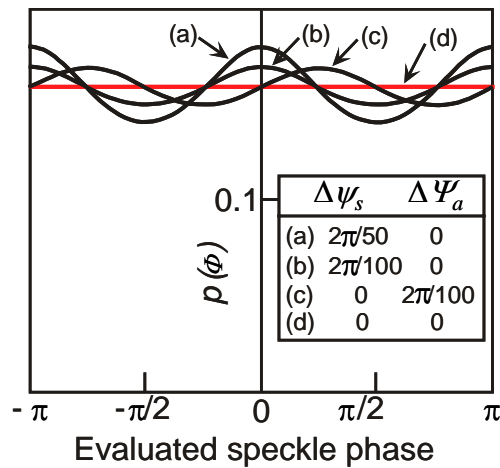 (a) (b) (c) (d)
0.1
p(Φ)
Δψₛ ΔΨₐ
(a) 2π/50 0
(b) 2π/100 0
(c) 0 2π/100
(d) 0 0
- π -π/2 0 π/2 π
Evaluated speckle phase